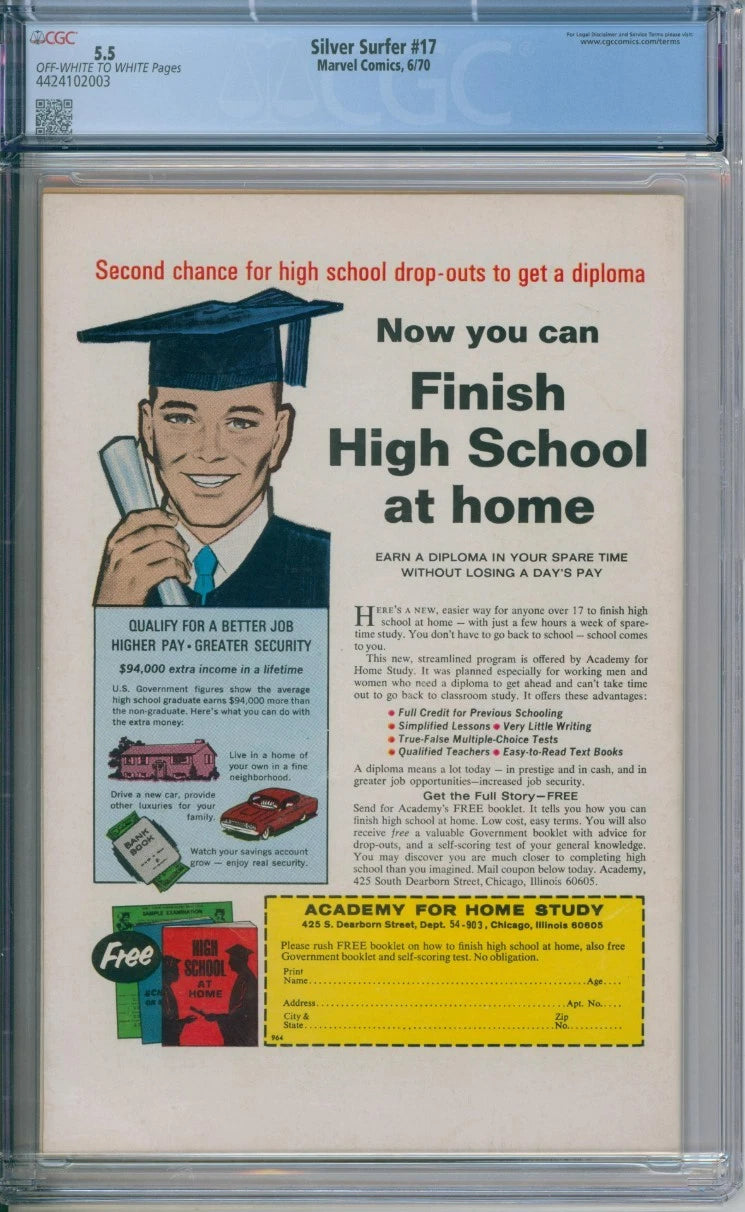 CGC
5.5
OFF-WHITE TO WHITE Pages
4424102003
Silver Surfer #17
Marvel Comics, 6/70
For Legal Disclaimer and Service Terms please visit:
www.cgccomics.com/terms
CGC
Second chance for high school drop-outs to get a diploma
Now you can
Finish
High School
at home
EARN A DIPLOMA IN YOUR SPARE TIME
WITHOUT LOSING A DAY'S PAY
QUALIFY FOR A BETTER JOB
HIGHER PAY • GREATER SECURITY
$94,000 extra income in a lifetime
U.S. Government figures show the average
high school graduate earns $94,000 more than
the non-graduate. Here's what you can do with
the extra money:
Live in a home of
your own in a fine
neighborhood.
Drive a new car, provide
other luxuries for your
family.
BANK
BOOK
Watch your savings account
grow — enjoy real security.
HERE'S A NEW, easier way for anyone over 17 to finish high
school at home — with just a few hours a week of spare-
time study. You don't have to go back to school — school comes
to you.
This new, streamlined program is offered by Academy for
Home Study. It was planned especially for working men and
women who need a diploma to get ahead and can't take time
out to go back to classroom study. It offers these advantages:
• Full Credit for Previous Schooling
• Simplified Lessons • Very Little Writing
• True-False Multiple-Choice Tests
• Qualified Teachers • Easy-to-Read Text Books
A diploma means a lot today — in prestige and in cash, and in
greater job opportunities—increased job security.
Get the Full Story—FREE
Send for Academy's FREE booklet. It tells you how you can
finish high school at home. Low cost, easy terms. You will also
receive free a valuable Government booklet with advice for
drop-outs, and a self-scoring test of your general knowledge.
You may discover you are much closer to completing high
school than you imagined. Mail coupon below today. Academy,
425 South Dearborn Street, Chicago, Illinois 60605.
SAMPLE EXAMINATION
Free
HIGH
SCHOOL
AT
HOME
ACADEMY FOR HOME STUDY
425 S. Dearborn Street, Dept. 54-903, Chicago, Illinois 60605
Please rush FREE booklet on how to finish high school at home, also free
Government booklet and self-scoring test. No obligation.
Print
Name..........Age....
Address..........Apt. No.....
City & Zip
State..........No..........
964